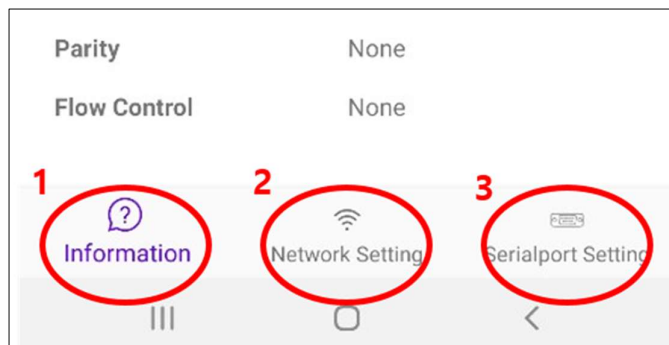 Parity None
Flow Control None
1 2 3
?
Information Network Setting Serialport Setting